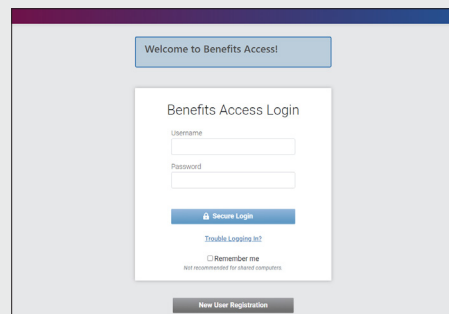 Welcome to Benefits Access!
Benefits Access Login
Username
Password
Secure Login
Trouble Logging In?
Remember me
Not recommended for shared computers.
New User Registration